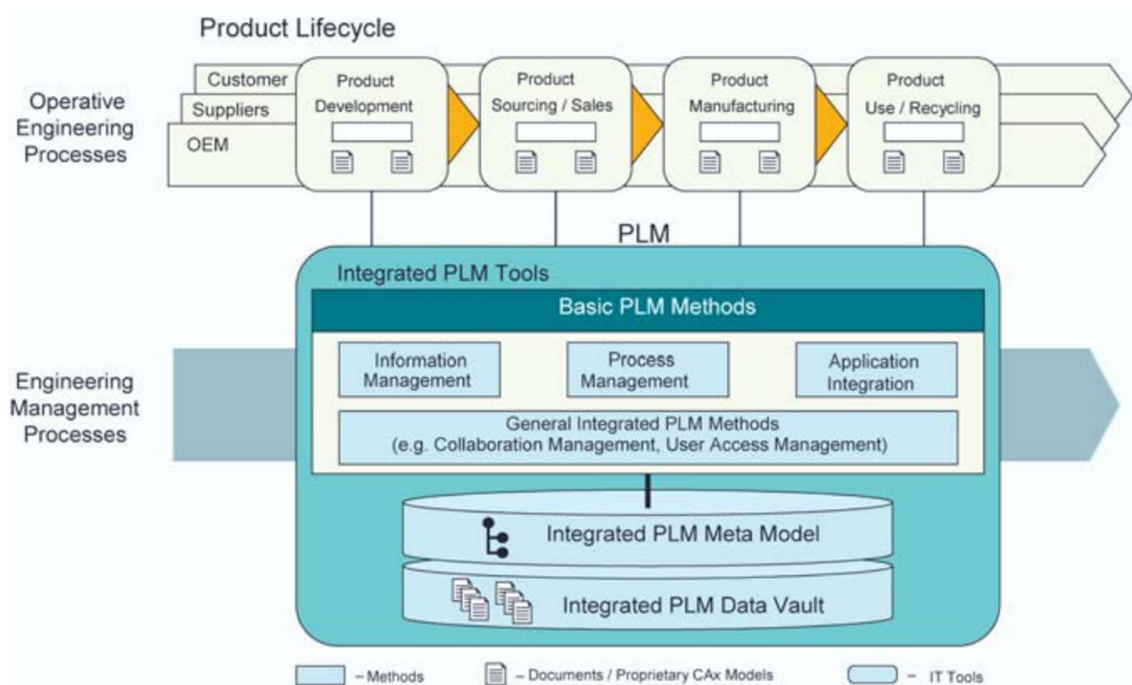 Product Lifecycle
Operative
Engineering
Processes
Customer
Suppliers
OEM
Product
Development
Product
Sourcing / Sales
Product
Manufacturing
Product
Use / Recycling
PLM
Integrated PLM Tools
Basic PLM Methods
Engineering
Management
Processes
Information
Management
Process
Management
Application
Integration
General Integrated PLM Methods
(e.g. Collaboration Management, User Access Management)
Integrated PLM Meta Model
Integrated PLM Data Vault
– Methods
– Documents / Proprietary CAx Models
– IT Tools